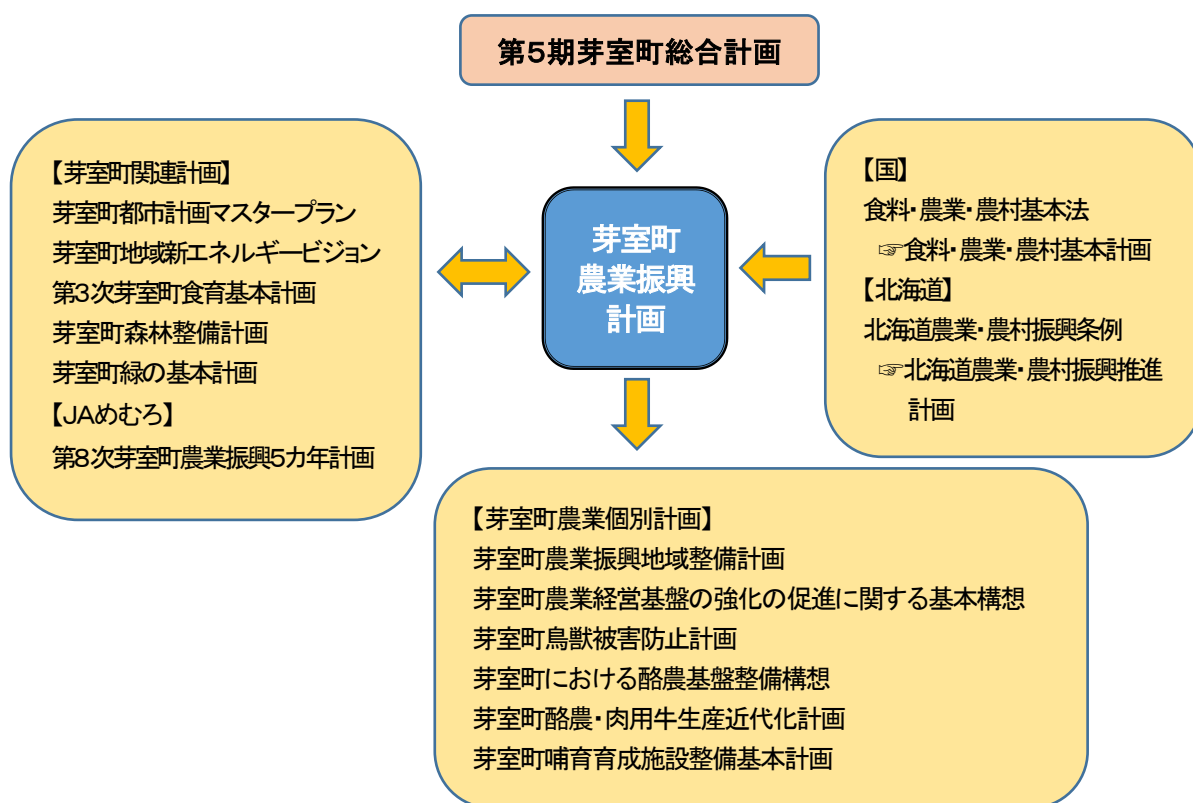 第5期芽室町総合計画
【芽室町関連計画】
芽室町都市計画マスタープラン
芽室町地域新エネルギービジョン
第3次芽室町食育基本計画
芽室町森林整備計画
芽室町緑の基本計画
【JAめむろ】
第8次芽室町農業振興5カ年計画
芽室町
農業振興
計画
【国】
食料・農業・農村基本法
☞食料・農業・農村基本計画
【北海道】
北海道農業・農村振興条例
☞北海道農業・農村振興推進
計画
【芽室町農業個別計画】
芽室町農業振興地域整備計画
芽室町農業経営基盤の強化の促進に関する基本構想
芽室町鳥獣被害防止計画
芽室町における酪農基盤整備構想
芽室町酪農・肉用牛生産近代化計画
芽室町哺育育成施設整備基本計画